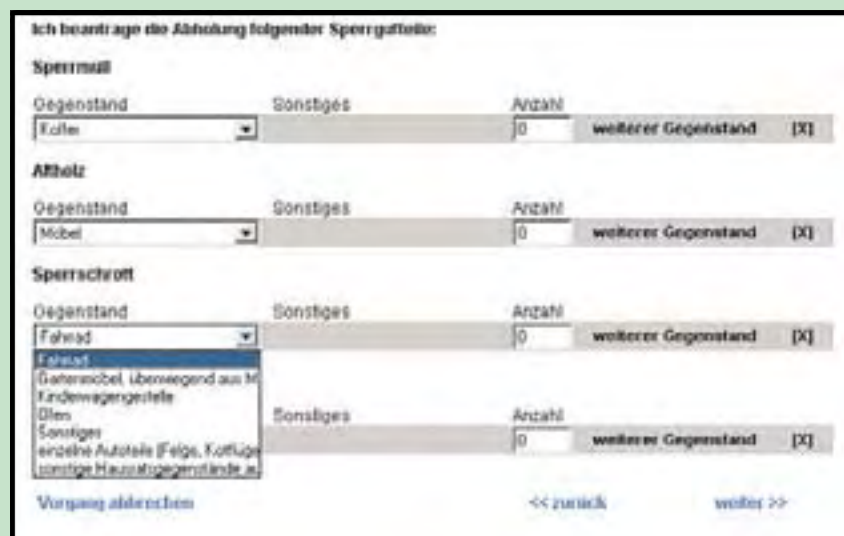 Ich beantrage die Abholung folgender Sperrgutteile:
Sperrmüll
Gegenstand Sonstiges Anzahl
Koffer 0 weiterer Gegenstand [X]
Altholz
Gegenstand Sonstiges Anzahl
Möbel 0 weiterer Gegenstand [X]
Sperrschrott
Gegenstand Sonstiges Anzahl
Fahrrad 0 weiterer Gegenstand [X]
Fahrrad
Gartenmöbel, überwiegend aus M
Kinderwagengestelle
Öfen
Sonstiges
einzelne Autoteile (Felge, Kotflüge
sonstige Hausratsgegenstände au
Sonstiges Anzahl
0 weiterer Gegenstand [X]
Vorgang abbrechen << zurück weiter >>